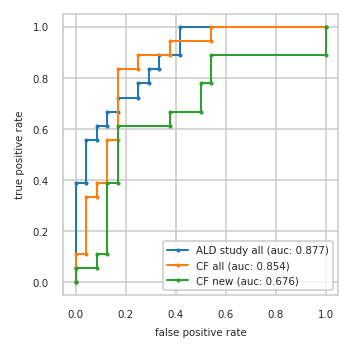 1.0
0.8
0.6
0.4
0.2
0.0
true positive rate
ALD study all (auc: 0.877)
CF all (auc: 0.854)
CF new (auc: 0.676)
0.0 0.2 0.4 0.6 0.8 1.0
false positive rate